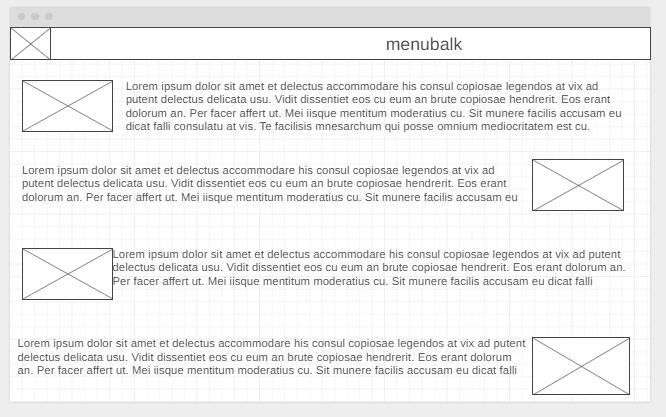 menubalk
Lorem ipsum dolor sit amet et delectus accommodare his consul copiosae legendos at vix ad
putent delectus delicata usu. Vidit dissentiet eos cu eum an brute copiosae hendrerit. Eos erant
dolorum an. Per facer affert ut. Mei iisque mentitum moderatius cu. Sit munere facilis accusam eu
dicat falli consulatu at vis. Te facilisis mnesarchum qui posse omnium mediocritatem est cu.
Lorem ipsum dolor sit amet et delectus accommodare his consul copiosae legendos at vix ad
putent delectus delicata usu. Vidit dissentiet eos cu eum an brute copiosae hendrerit. Eos erant
dolorum an. Per facer affert ut. Mei iisque mentitum moderatius cu. Sit munere facilis accusam eu
Lorem ipsum dolor sit amet et delectus accommodare his consul copiosae legendos at vix ad putent
delectus delicata usu. Vidit dissentiet eos cu eum an brute copiosae hendrerit. Eos erant dolorum an.
Per facer affert ut. Mei iisque mentitum moderatius cu. Sit munere facilis accusam eu dicat falli
Lorem ipsum dolor sit amet et delectus accommodare his consul copiosae legendos at vix ad putent
delectus delicata usu. Vidit dissentiet eos cu eum an brute copiosae hendrerit. Eos erant dolorum
an. Per facer affert ut. Mei iisque mentitum moderatius cu. Sit munere facilis accusam eu dicat falli